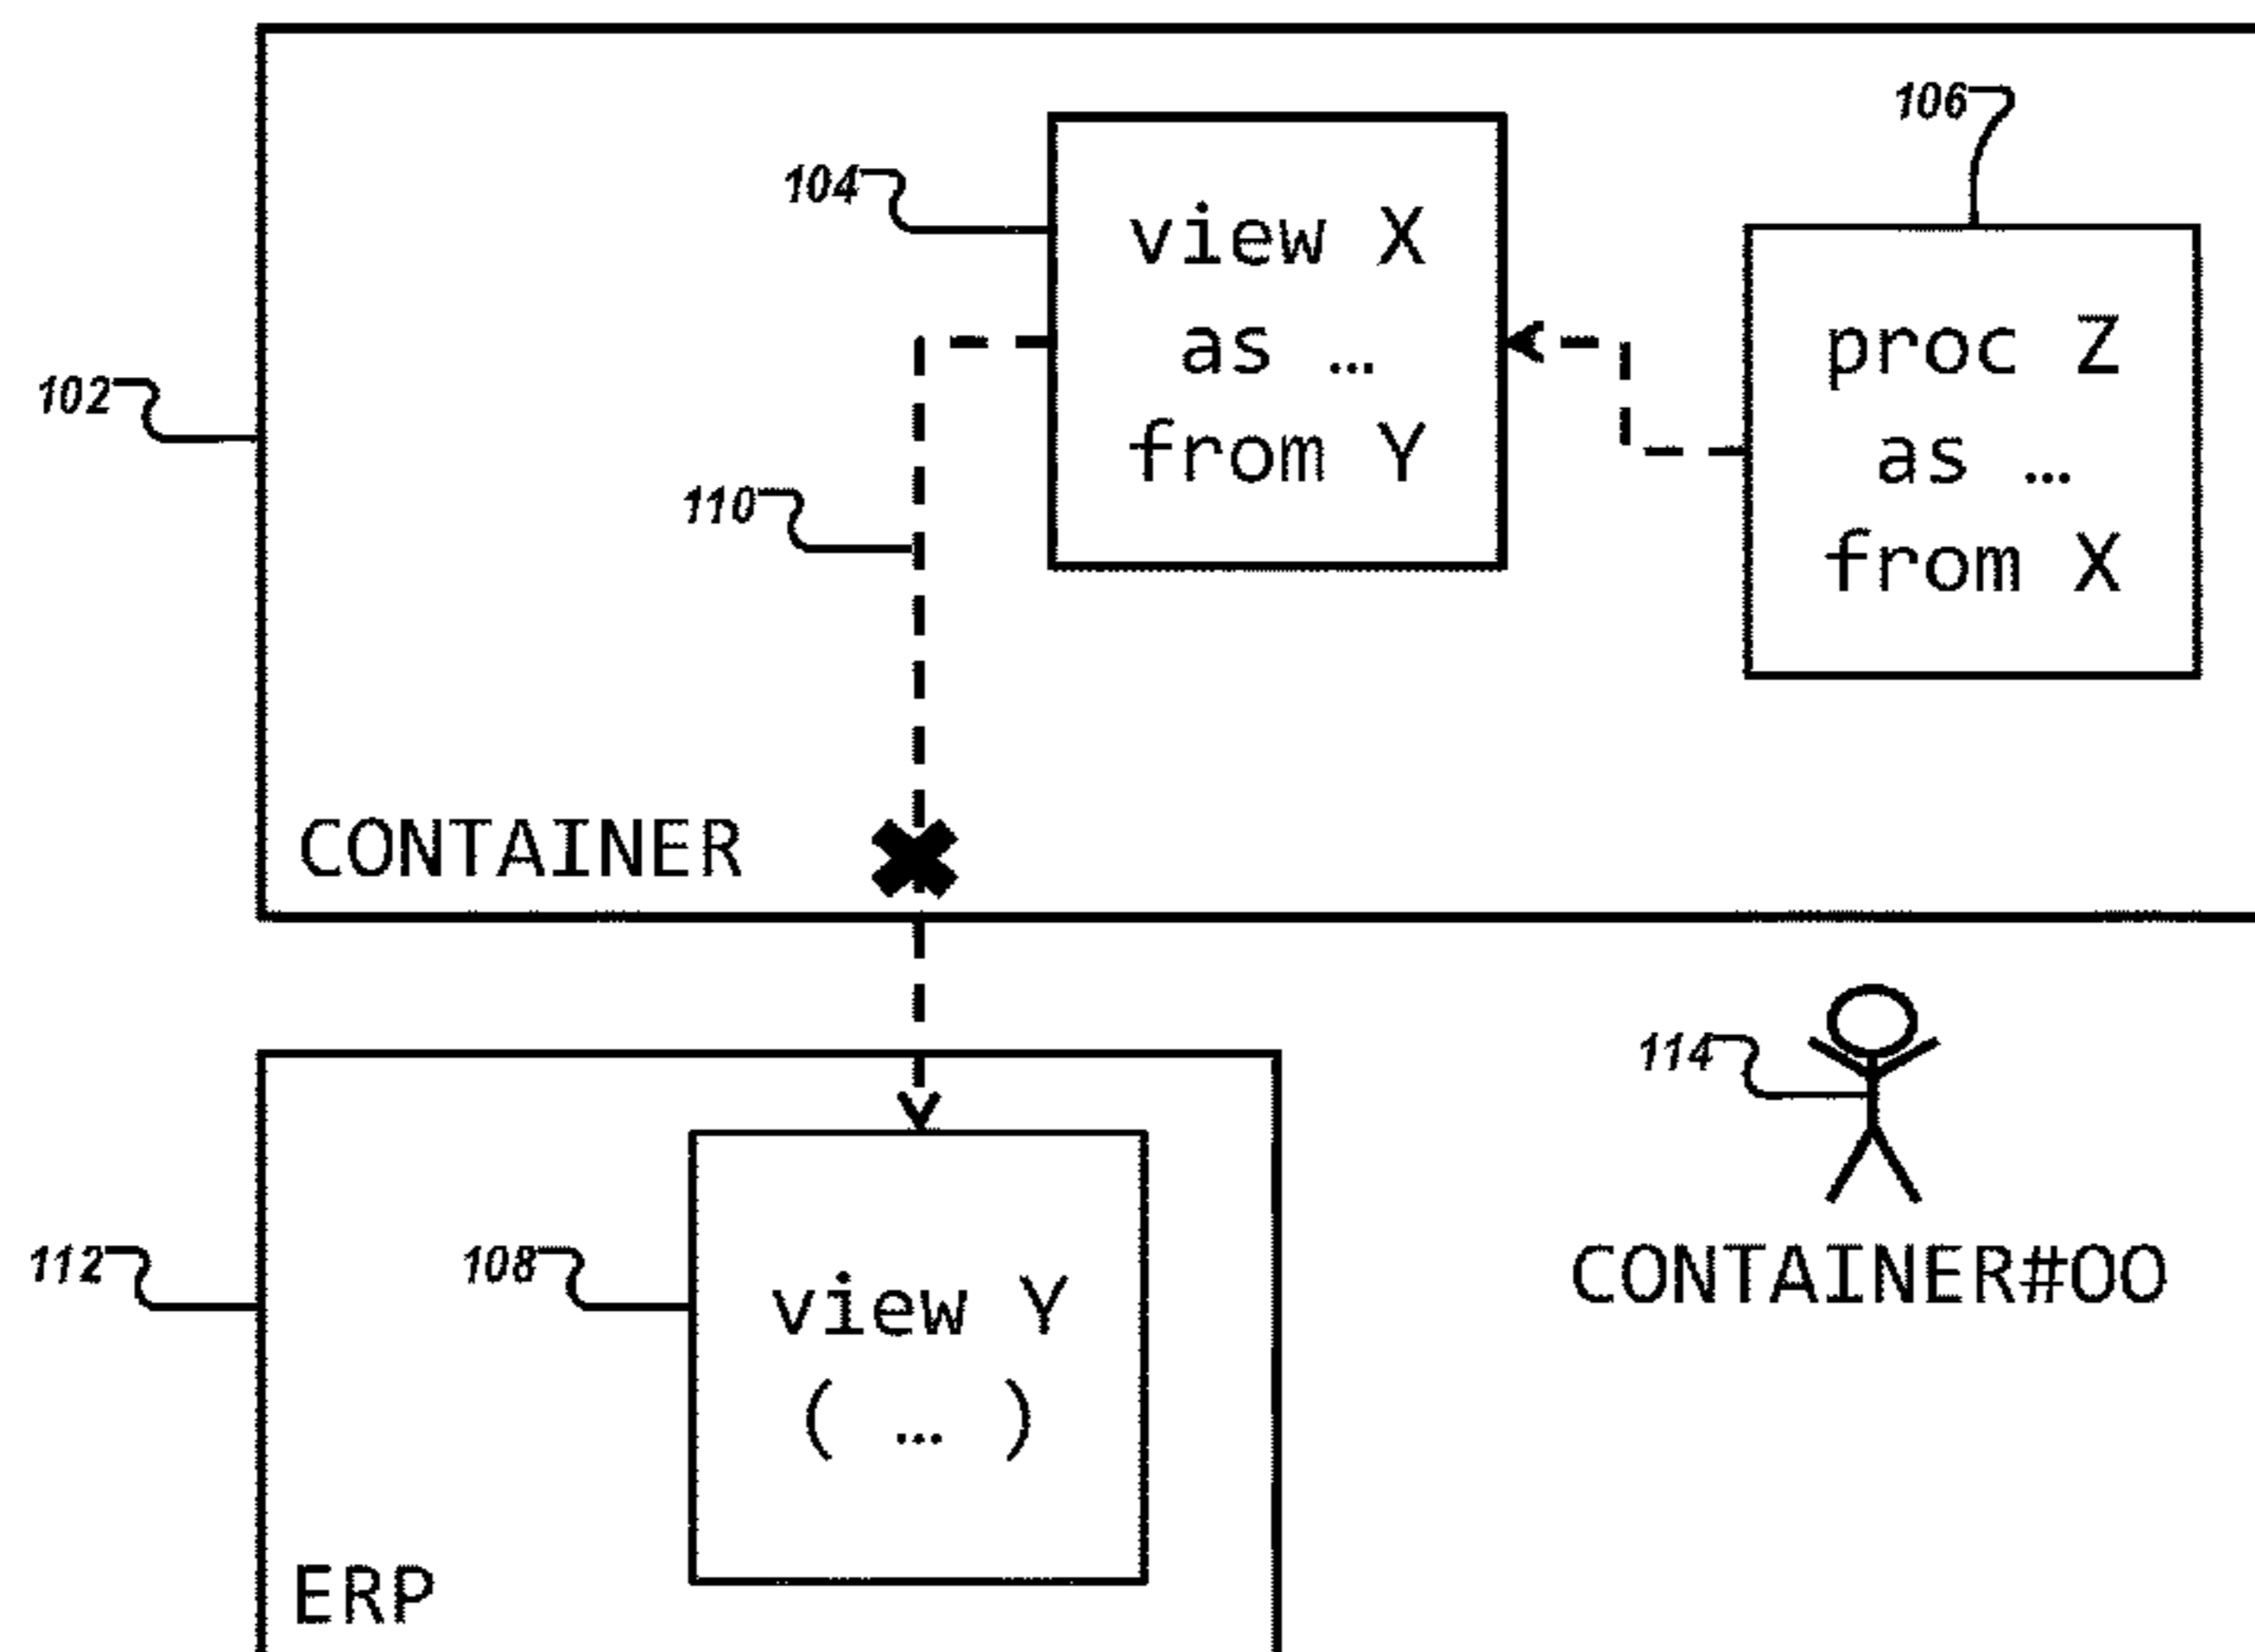 106
104
view X
as …
from Y
proc Z
as …
from X
102
110
CONTAINER
114
CONTAINER#OO
112
108
view Y
( … )
ERP